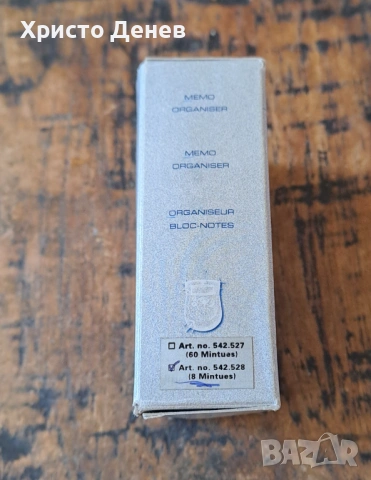 Христо Денев
MEMO
ORGANISER
MEMO
ORGANISER
ORGANISEUR
BLOC-NOTES
Art. no. 542.527
(60 Mintues)
Art. no. 542.528
(8 Mintues)
BAZAR